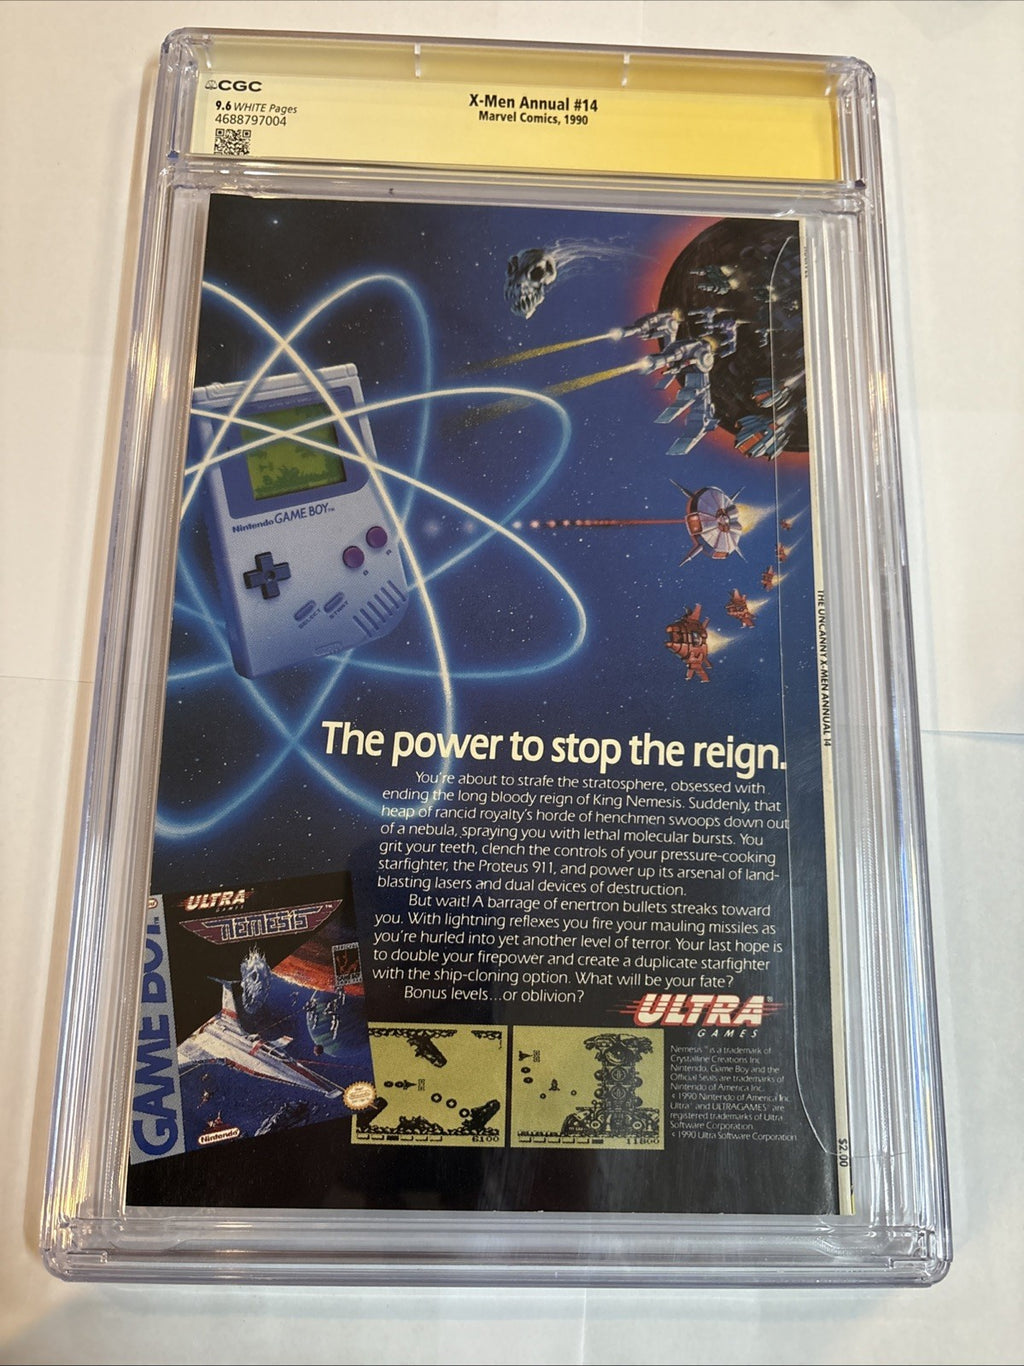 CGC
9.6 WHITE Pages
4688797004
X-Men Annual #14
Marvel Comics, 1990
Nintendo GAME BOY™
B
A
SELECT
START
THE UNCANNY X-MEN ANNUAL 14
$2.00
The power to stop the reign.
You're about to strafe the stratosphere, obsessed with
ending the long bloody reign of King Nemesis. Suddenly, that
heap of rancid royalty's horde of henchmen swoops down out
of a nebula, spraying you with lethal molecular bursts. You
grit your teeth, clench the controls of your pressure-cooking
starfighter, the Proteus 911, and power up its arsenal of land-
blasting lasers and dual devices of destruction.
But wait! A barrage of enertron bullets streaks toward
you. With lightning reflexes you fire your mauling missiles as
you're hurled into yet another level of terror. Your last hope is
to double your firepower and create a duplicate starfighter
with the ship-cloning option. What will be your fate?
Bonus levels...or oblivion?
ULTRA
GAMES
NEMESIS™
GAME BOY
Nintendo
6100
11800
ULTRA®
GAMES
Nemesis™ is a trademark of
Crystalline Creations Inc.
Nintendo, Game Boy and the
Official Seals are trademarks of
Nintendo of America Inc.
© 1990 Nintendo of America Inc.
Ultra® and ULTRAGAMES® are
registered trademarks of Ultra
Software Corporation.
© 1990 Ultra Software Corporation